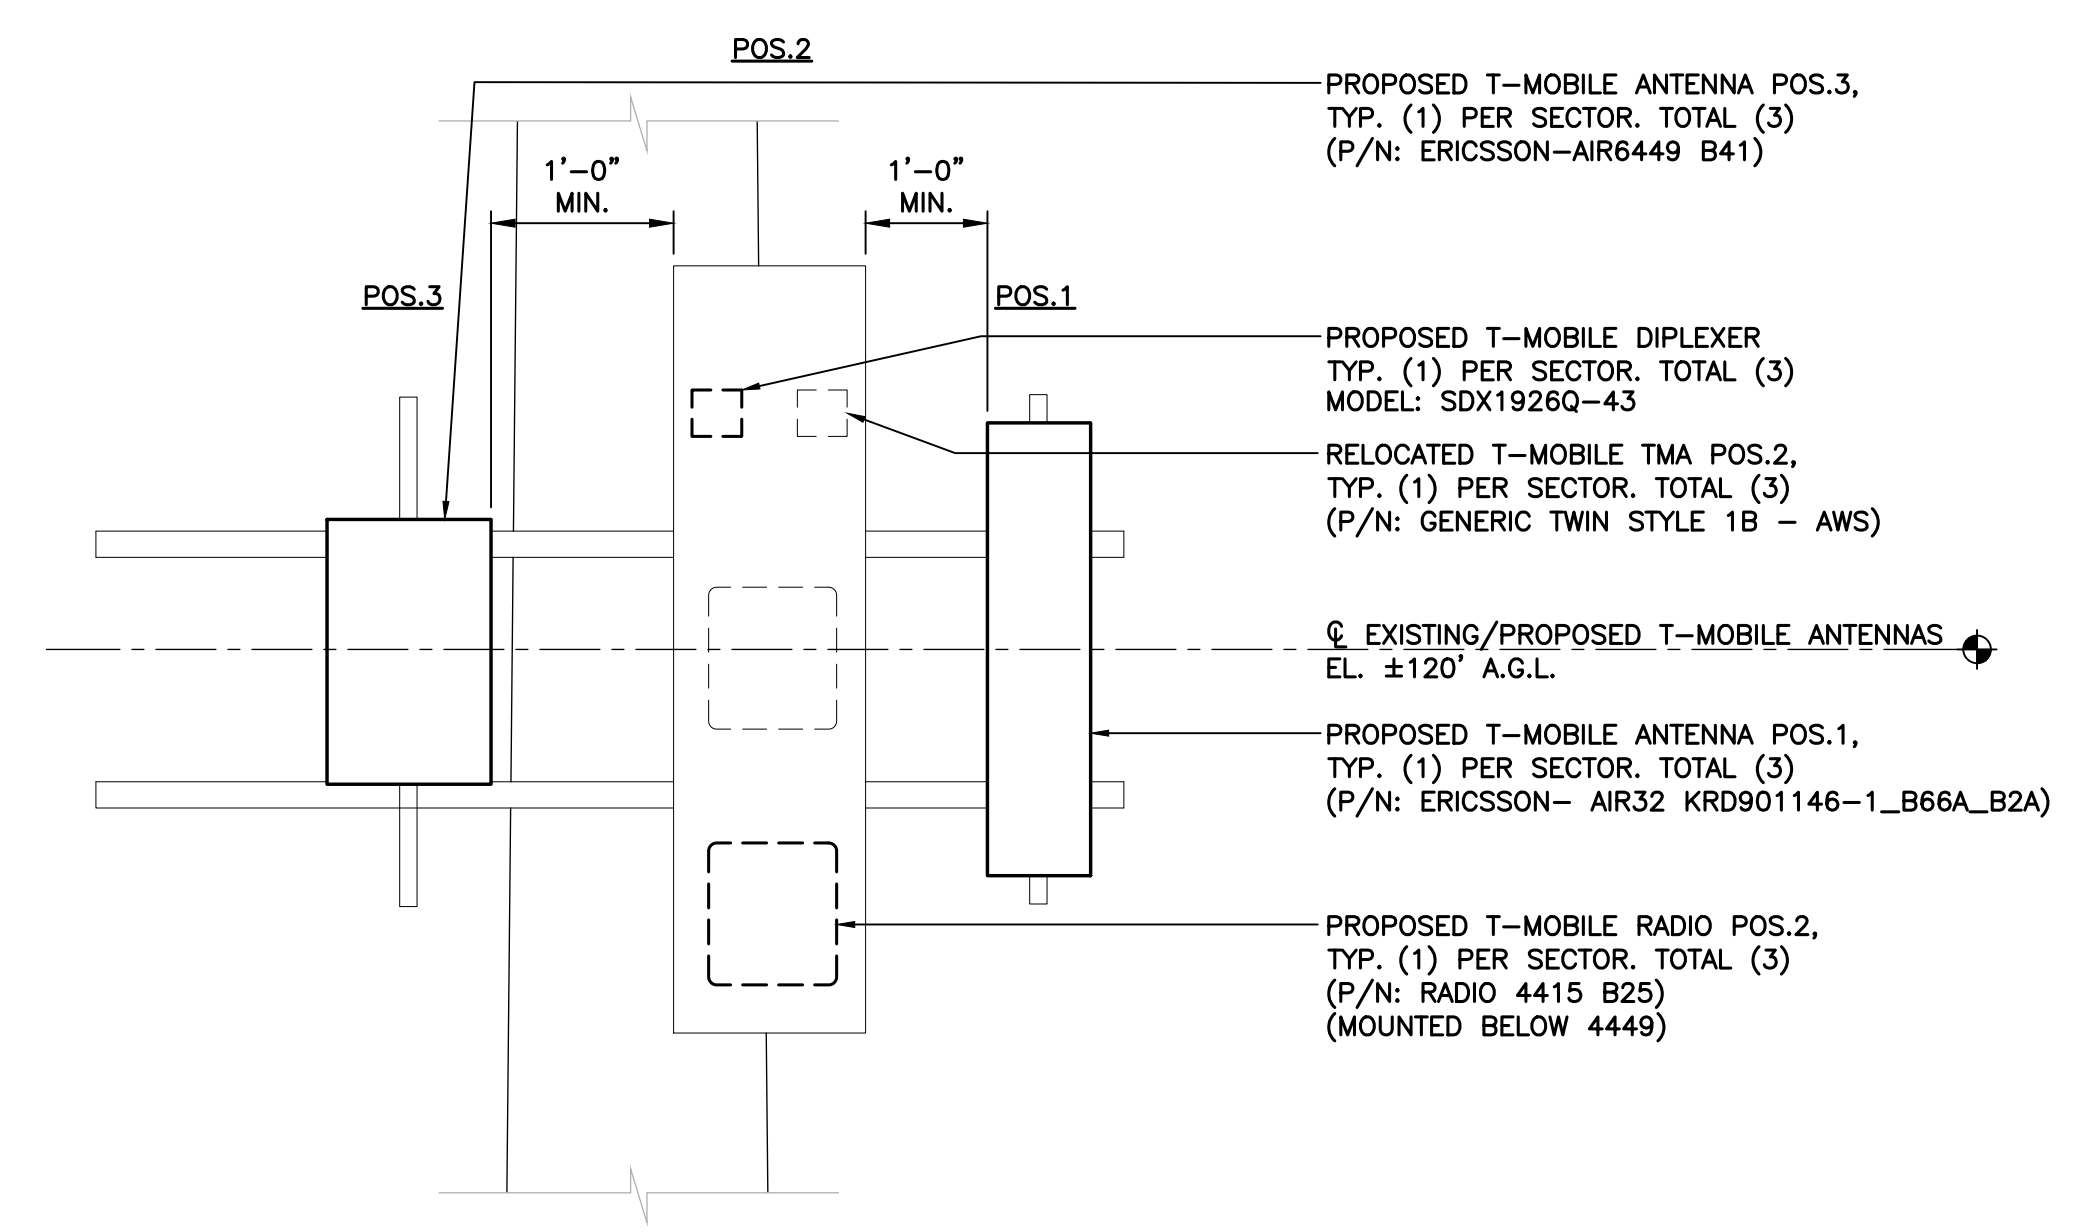 POS.2
PROPOSED T-MOBILE ANTENNA POS.3,
TYP. (1) PER SECTOR. TOTAL (3)
(P/N: ERICSSON-AIR6449 B41)
1'-0"
MIN.
1'-0"
MIN.
POS.3
POS.1
PROPOSED T-MOBILE DIPLEXER
TYP. (1) PER SECTOR. TOTAL (3)
MODEL: SDX1926Q-43
RELOCATED T-MOBILE TMA POS.2,
TYP. (1) PER SECTOR. TOTAL (3)
(P/N: GENERIC TWIN STYLE 1B - AWS)
℄ EXISTING/PROPOSED T-MOBILE ANTENNAS
EL. ±120' A.G.L.
PROPOSED T-MOBILE ANTENNA POS.1,
TYP. (1) PER SECTOR. TOTAL (3)
(P/N: ERICSSON- AIR32 KRD901146-1_B66A_B2A)
PROPOSED T-MOBILE RADIO POS.2,
TYP. (1) PER SECTOR. TOTAL (3)
(P/N: RADIO 4415 B25)
(MOUNTED BELOW 4449)